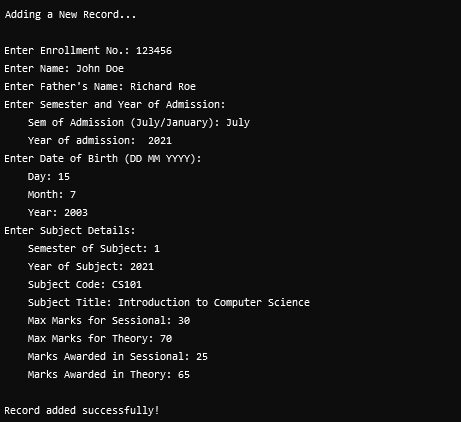 Adding a New Record...
Enter Enrollment No.: 123456
Enter Name: John Doe
Enter Father's Name: Richard Roe
Enter Semester and Year of Admission:
Sem of Admission (July/January): July
Year of admission:  2021
Enter Date of Birth (DD MM YYYY):
Day: 15
Month: 7
Year: 2003
Enter Subject Details:
Semester of Subject: 1
Year of Subject: 2021
Subject Code: CS101
Subject Title: Introduction to Computer Science
Max Marks for Sessional: 30
Max Marks for Theory: 70
Marks Awarded in Sessional: 25
Marks Awarded in Theory: 65
Record added successfully!